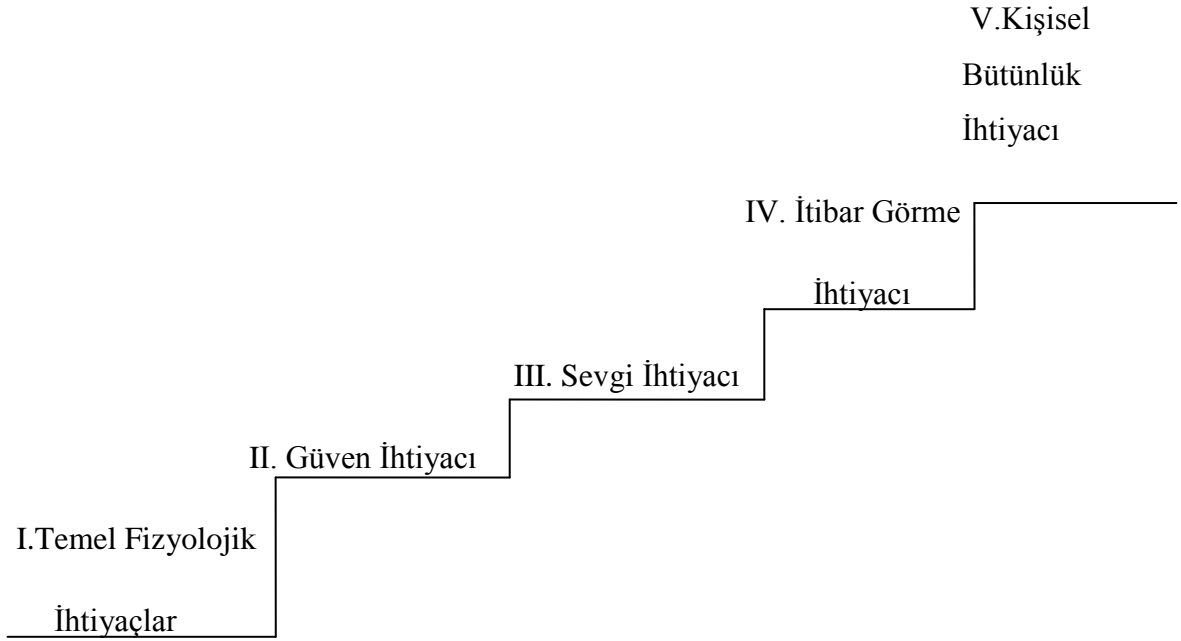 V.Kişisel
Bütünlük
İhtiyacı
IV. İtibar Görme
İhtiyacı
III. Sevgi İhtiyacı
II. Güven İhtiyacı
I.Temel Fizyolojik
İhtiyaçlar